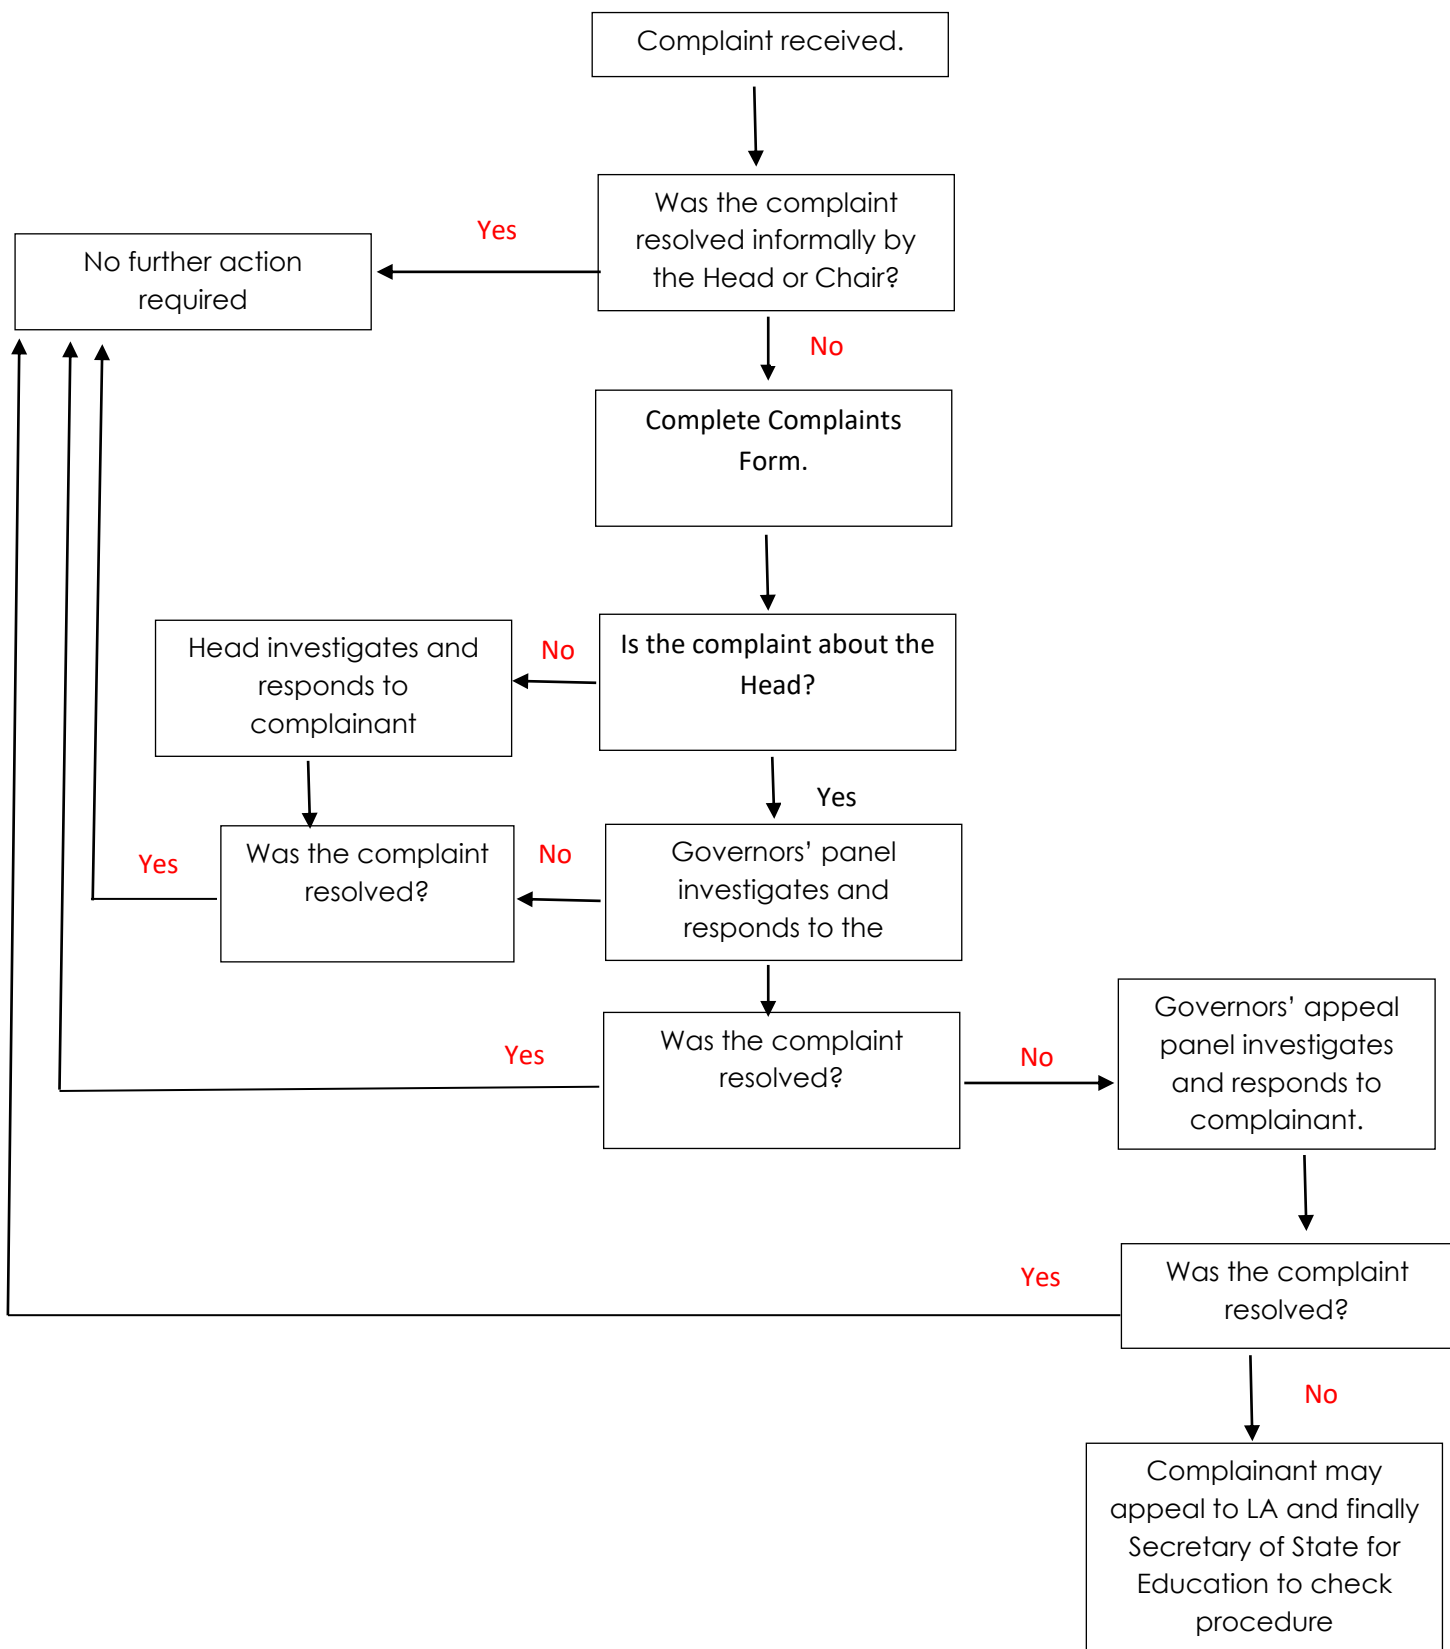 Complaint received.
Was the complaint
resolved informally by
the Head or Chair?
Yes
No further action
required
No
Complete Complaints
Form.
Is the complaint about the
Head?
No
Head investigates and
responds to
complainant
Yes
Governors’ panel
investigates and
responds to the
No
Was the complaint
resolved?
Yes
Was the complaint
resolved?
Yes
No
Governors’ appeal
panel investigates
and responds to
complainant.
Was the complaint
resolved?
Yes
No
Complainant may
appeal to LA and finally
Secretary of State for
Education to check
procedure